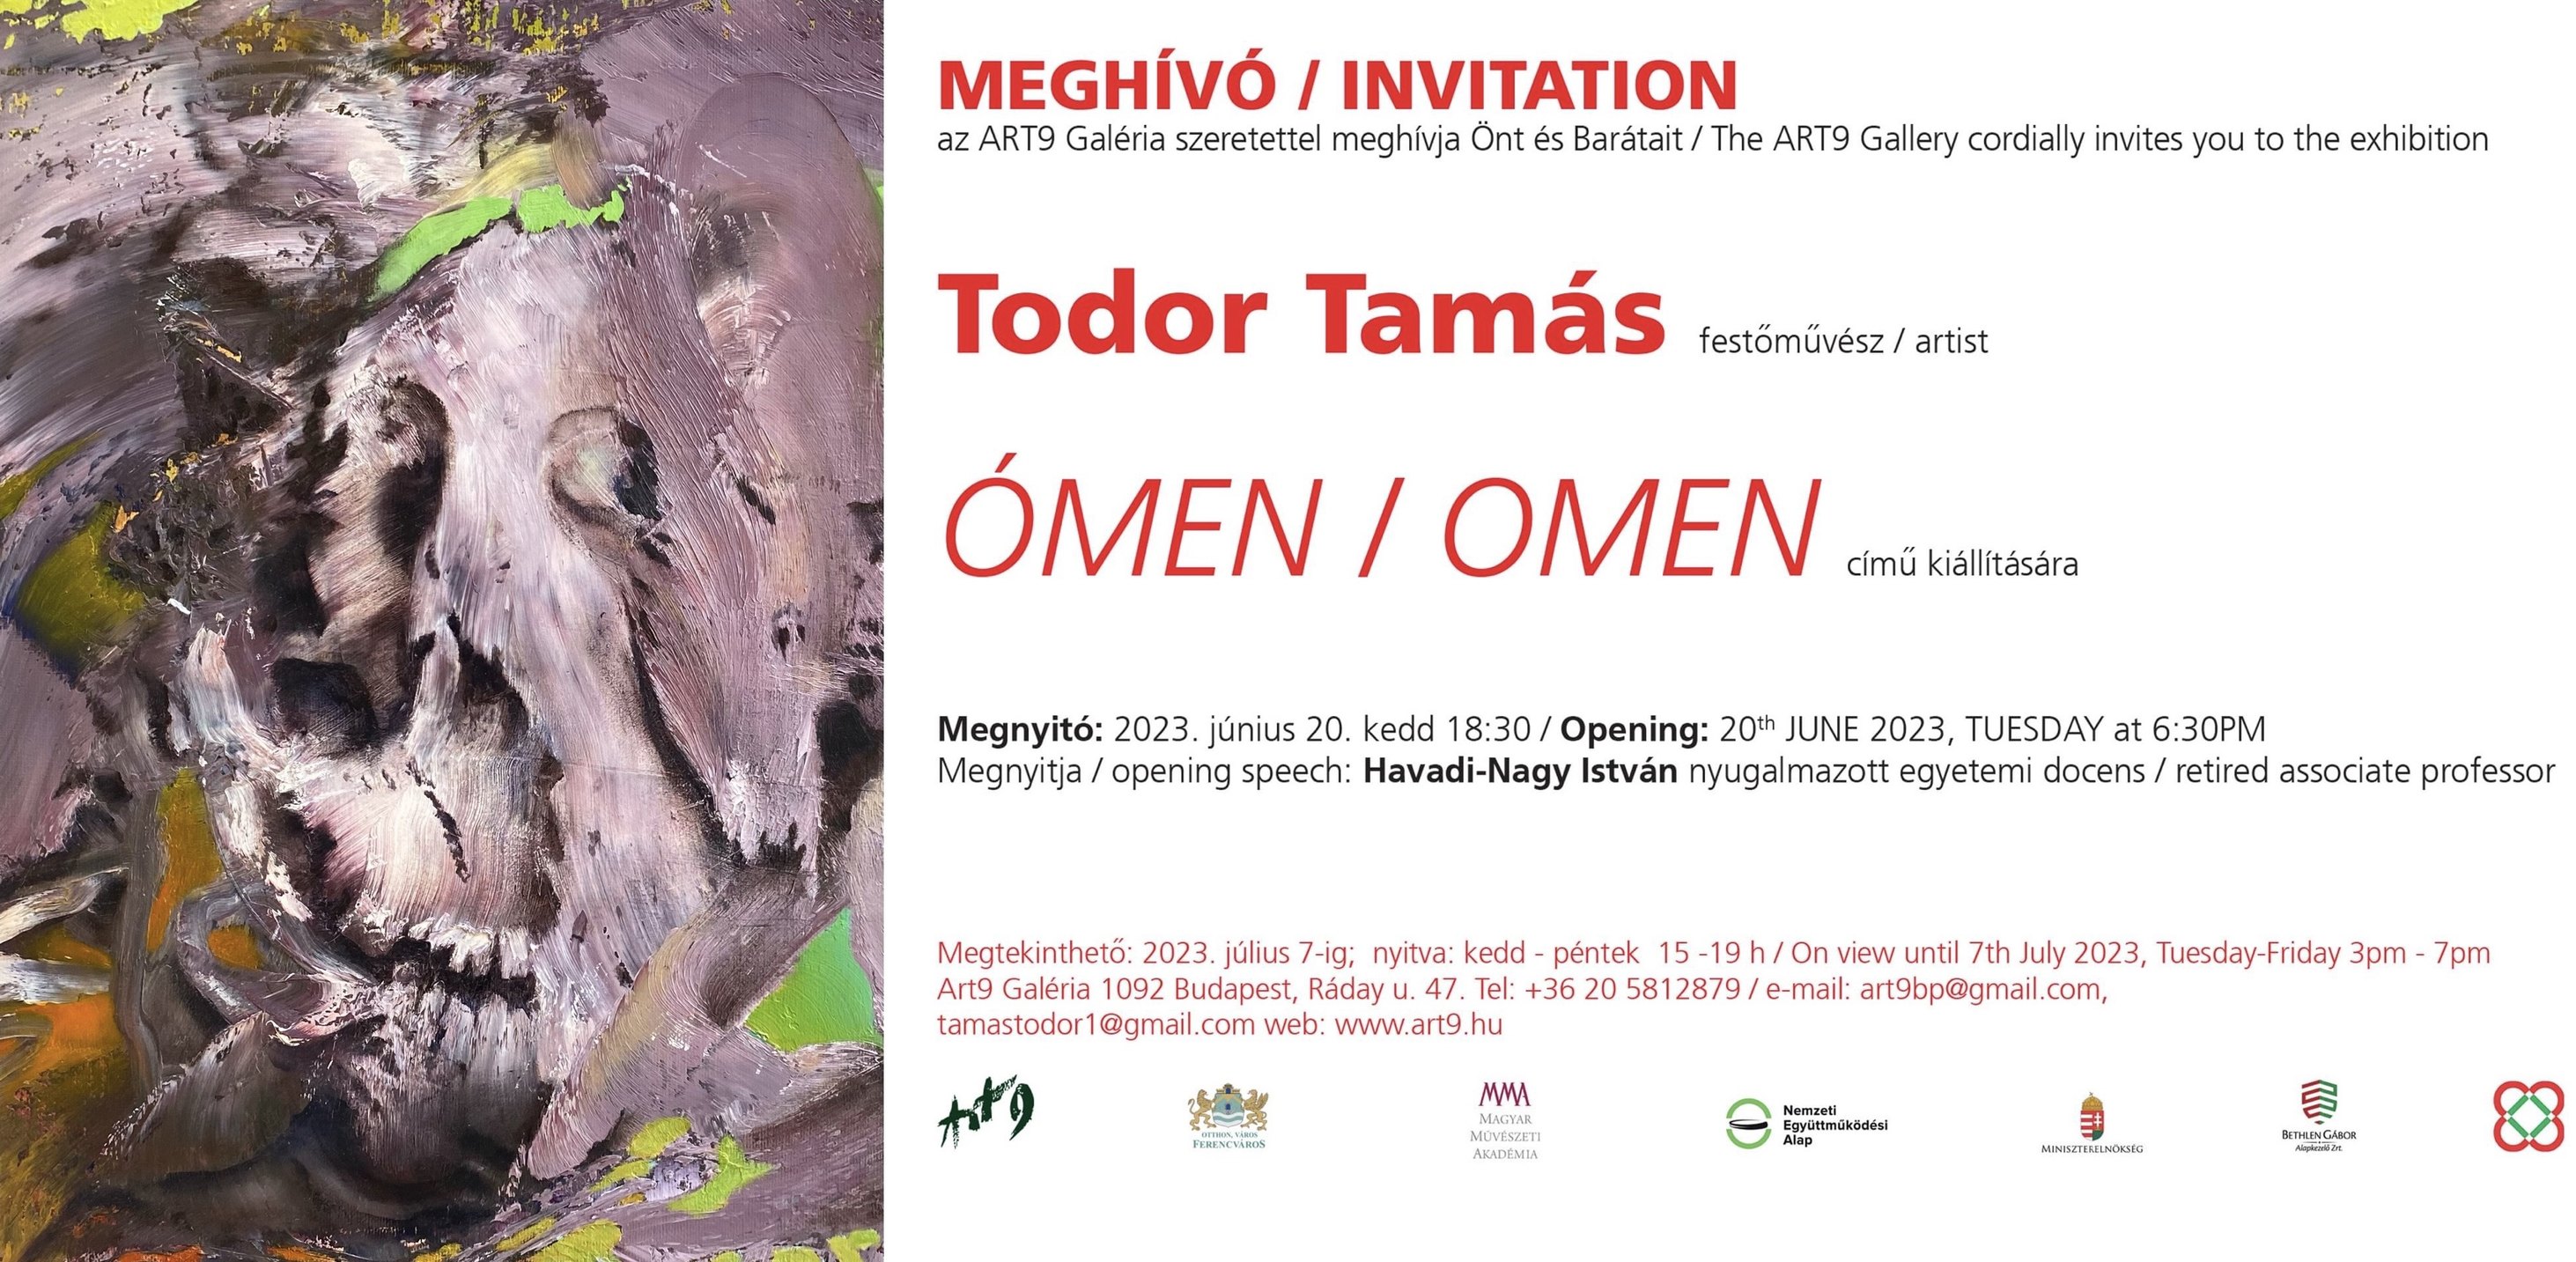 MEGHÍVÓ / INVITATION
az ART9 Galéria szeretettel meghívja Önt és Barátait / The ART9 Gallery cordially invites you to the exhibition
Todor Tamás festőművész / artist
ÓMEN / OMEN című kiállítására
Megnyitó: 2023. június 20. kedd 18:30 / Opening: 20th JUNE 2023, TUESDAY at 6:30PM
Megnyitja / opening speech: Havadi-Nagy István nyugalmazott egyetemi docens / retired associate professor
Megtekinthető: 2023. július 7-ig;  nyitva: kedd - péntek  15 -19 h / On view until 7th July 2023, Tuesday-Friday 3pm - 7pm
Art9 Galéria 1092 Budapest, Ráday u. 47. Tel: +36 20 5812879 / e-mail: art9bp@gmail.com,
tamastodor1@gmail.com web: www.art9.hu
Art9
OTTHON, VÁROS
FERENCVÁROS
MMA
MAGYAR
MŰVÉSZETI
AKADÉMIA
Nemzeti
Együttműködési
Alap
MINISZTERELNÖKSÉG
BETHLEN GÁBOR
Alapkezelő Zrt.